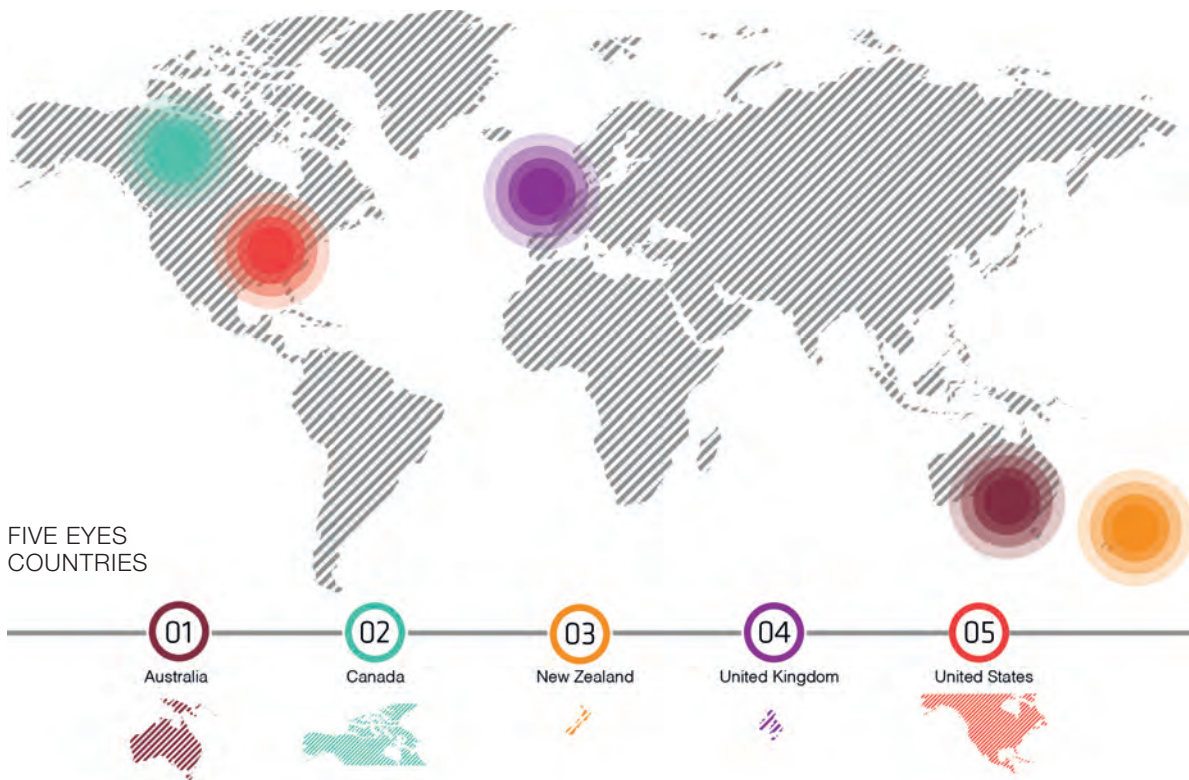 FIVE EYES
COUNTRIES
01 02 03 04 05
Australia Canada New Zealand United Kingdom United States